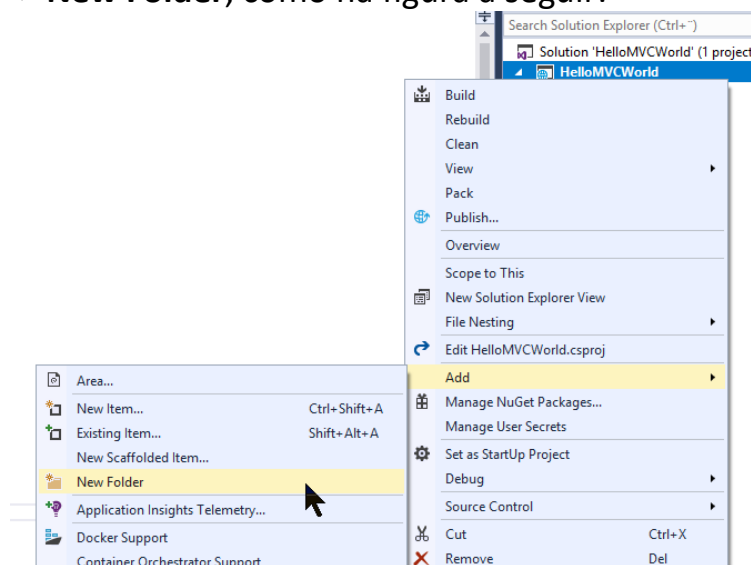 New Folder, como na figura a seguir:
Search Solution Explorer (Ctrl+¨)
Solution 'HelloMVCWorld' (1 project
HelloMVCWorld
Build
Rebuild
Clean
View
Pack
Publish...
Overview
Scope to This
New Solution Explorer View
File Nesting
Edit HelloMVCWorld.csproj
Add
Manage NuGet Packages...
Manage User Secrets
Set as StartUp Project
Debug
Source Control
Cut Ctrl+X
Remove Del
Area...
New Item... Ctrl+Shift+A
Existing Item... Shift+Alt+A
New Scaffolded Item...
New Folder
Application Insights Telemetry...
Docker Support
Container Orchestrator Support